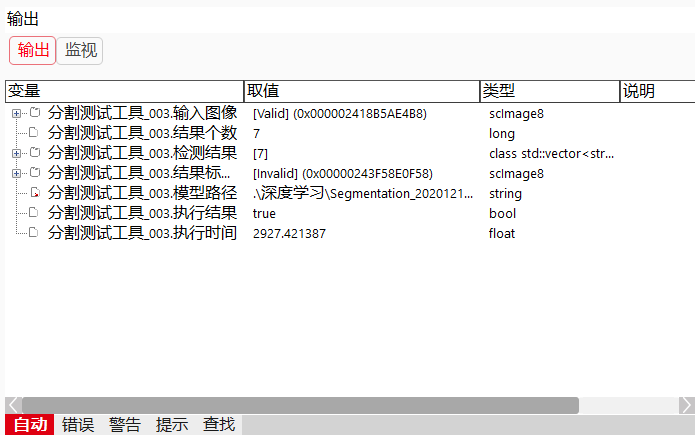 输出
输出 监视
变量 取值 类型 说明
分割测试工具_003.输入图像 [Valid] (0x000002418B5AE4B8) scImage8
分割测试工具_003.结果个数 7 long
分割测试工具_003.检测结果 [7] class std::vector<str...
分割测试工具_003.结果标... [Invalid] (0x00000243F58E0F58) scImage8
分割测试工具_003.模型路径 .\深度学习\Segmentation_2020121... string
分割测试工具_003.执行结果 true bool
分割测试工具_003.执行时间 2927.421387 float
自动 错误 警告 提示 查找